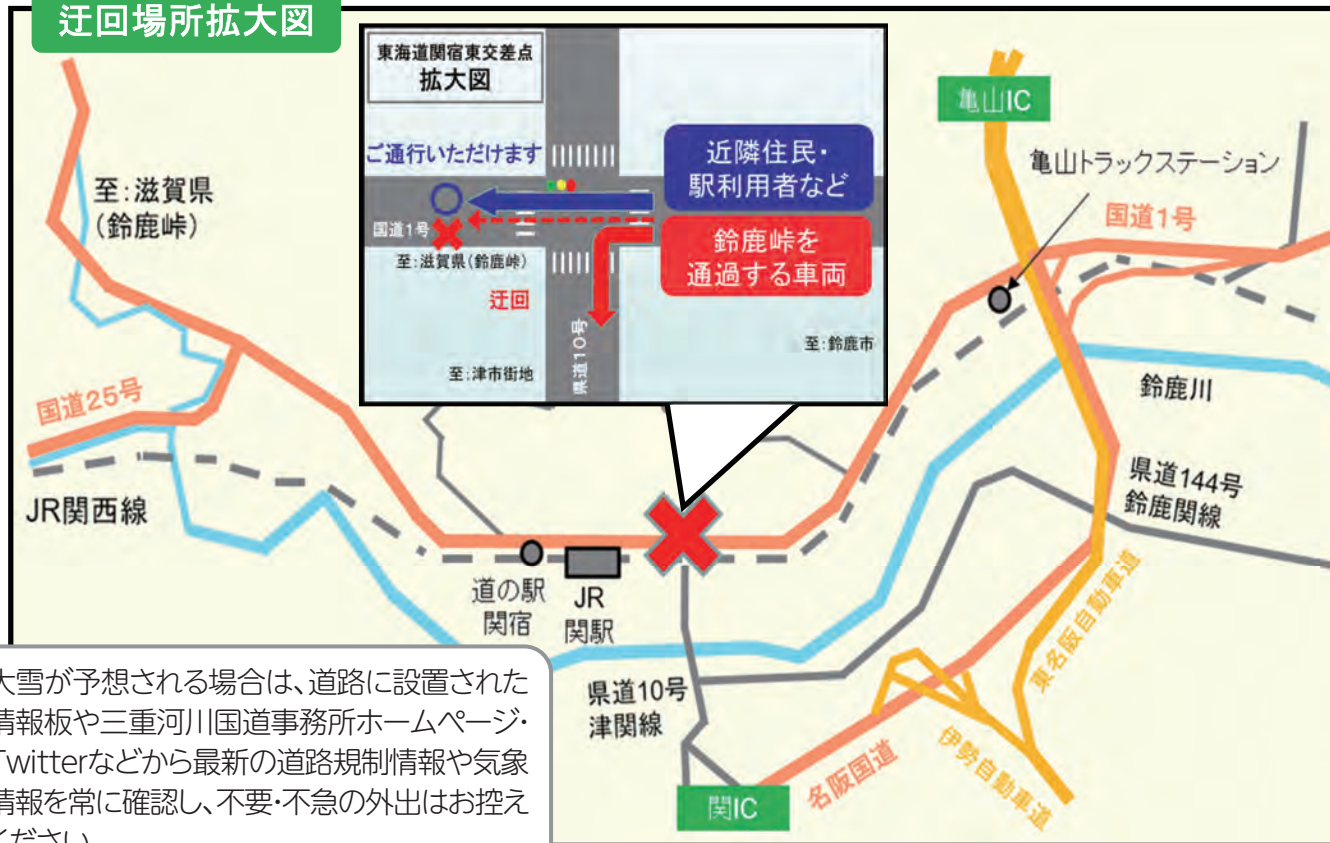 迂回場所拡大図
東海道関宿東交差点
拡大図
ご通行いただけます
近隣住民・
駅利用者など
国道1号
至:滋賀県(鈴鹿峠)
鈴鹿峠を
通過する車両
迂回
県道10号
至:鈴鹿市
至:津市街地
亀山IC
亀山トラックステーション
国道1号
至:滋賀県
(鈴鹿峠)
国道25号
JR関西線
鈴鹿川
県道144号
鈴鹿関線
道の駅
関宿
JR
関駅
県道10号
津関線
東名阪自動車道
伊勢自動車道
名阪国道
関IC
大雪が予想される場合は、道路に設置された
情報板や三重河川国道事務所ホームページ・
Twitterなどから最新の道路規制情報や気象
情報を常に確認し、不要・不急の外出はお控え
ください